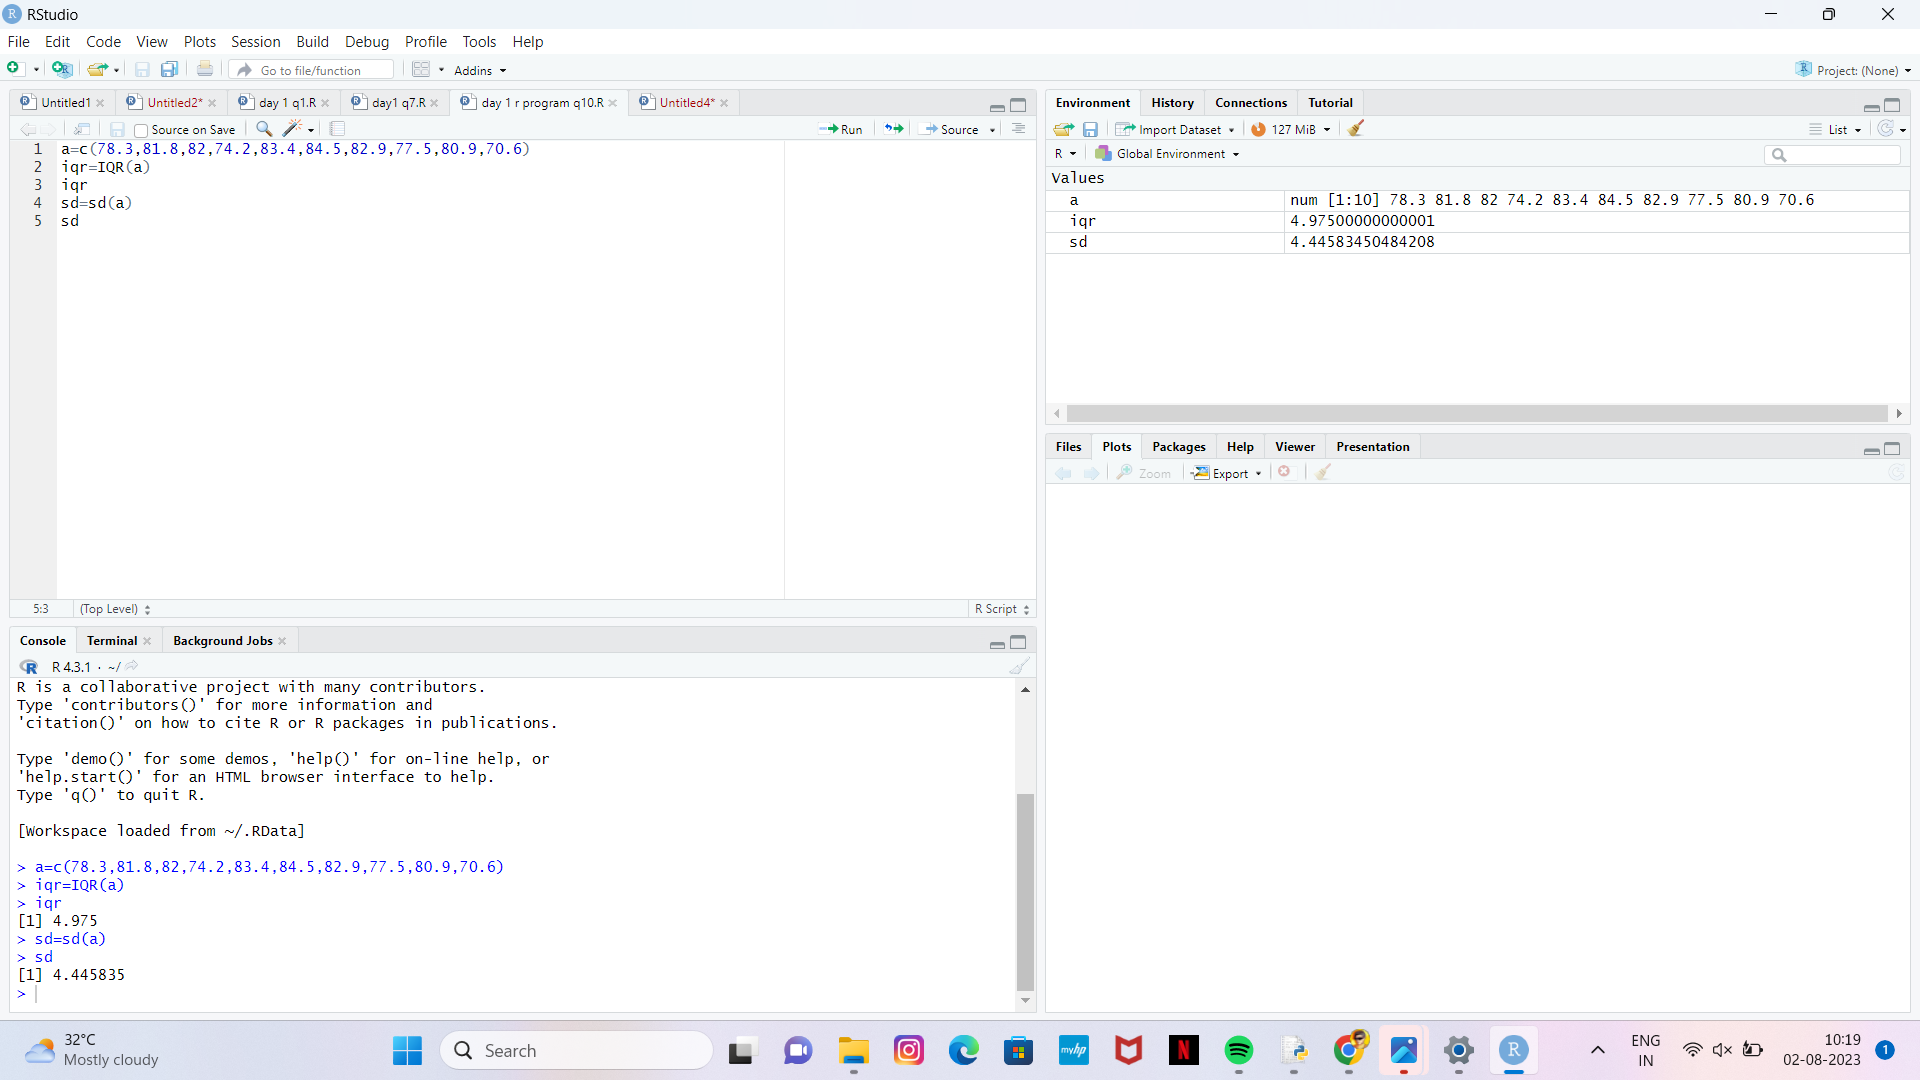 RStudio
File Edit Code View Plots Session Build Debug Profile Tools Help
Go to file/function Addins Project: (None)
Untitled1 Untitled2* day 1 q1.R day1 q7.R day 1 r program q10.R Untitled4*
Source on Save Run Source
1 a=c(78.3,81.8,82,74.2,83.4,84.5,82.9,77.5,80.9,70.6)
2 iqr=IQR(a)
3 iqr
4 sd=sd(a)
5 sd
5:3 (Top Level) R Script
Console Terminal Background Jobs
R 4.3.1 · ~/
R is a collaborative project with many contributors.
Type 'contributors()' for more information and
'citation()' on how to cite R or R packages in publications.
Type 'demo()' for some demos, 'help()' for on-line help, or
'help.start()' for an HTML browser interface to help.
Type 'q()' to quit R.
[Workspace loaded from ~/.RData]
> a=c(78.3,81.8,82,74.2,83.4,84.5,82.9,77.5,80.9,70.6)
> iqr=IQR(a)
> iqr
[1] 4.975
> sd=sd(a)
> sd
[1] 4.445835
>
Environment History Connections Tutorial
Import Dataset 127 MiB List
R Global Environment
Values
a num [1:10] 78.3 81.8 82 74.2 83.4 84.5 82.9 77.5 80.9 70.6
iqr 4.97500000000001
sd 4.44583450484208
Files Plots Packages Help Viewer Presentation
Zoom Export
32°C
Mostly cloudy
Search
myhp
N
R
ENG
IN
10:19
02-08-2023
1